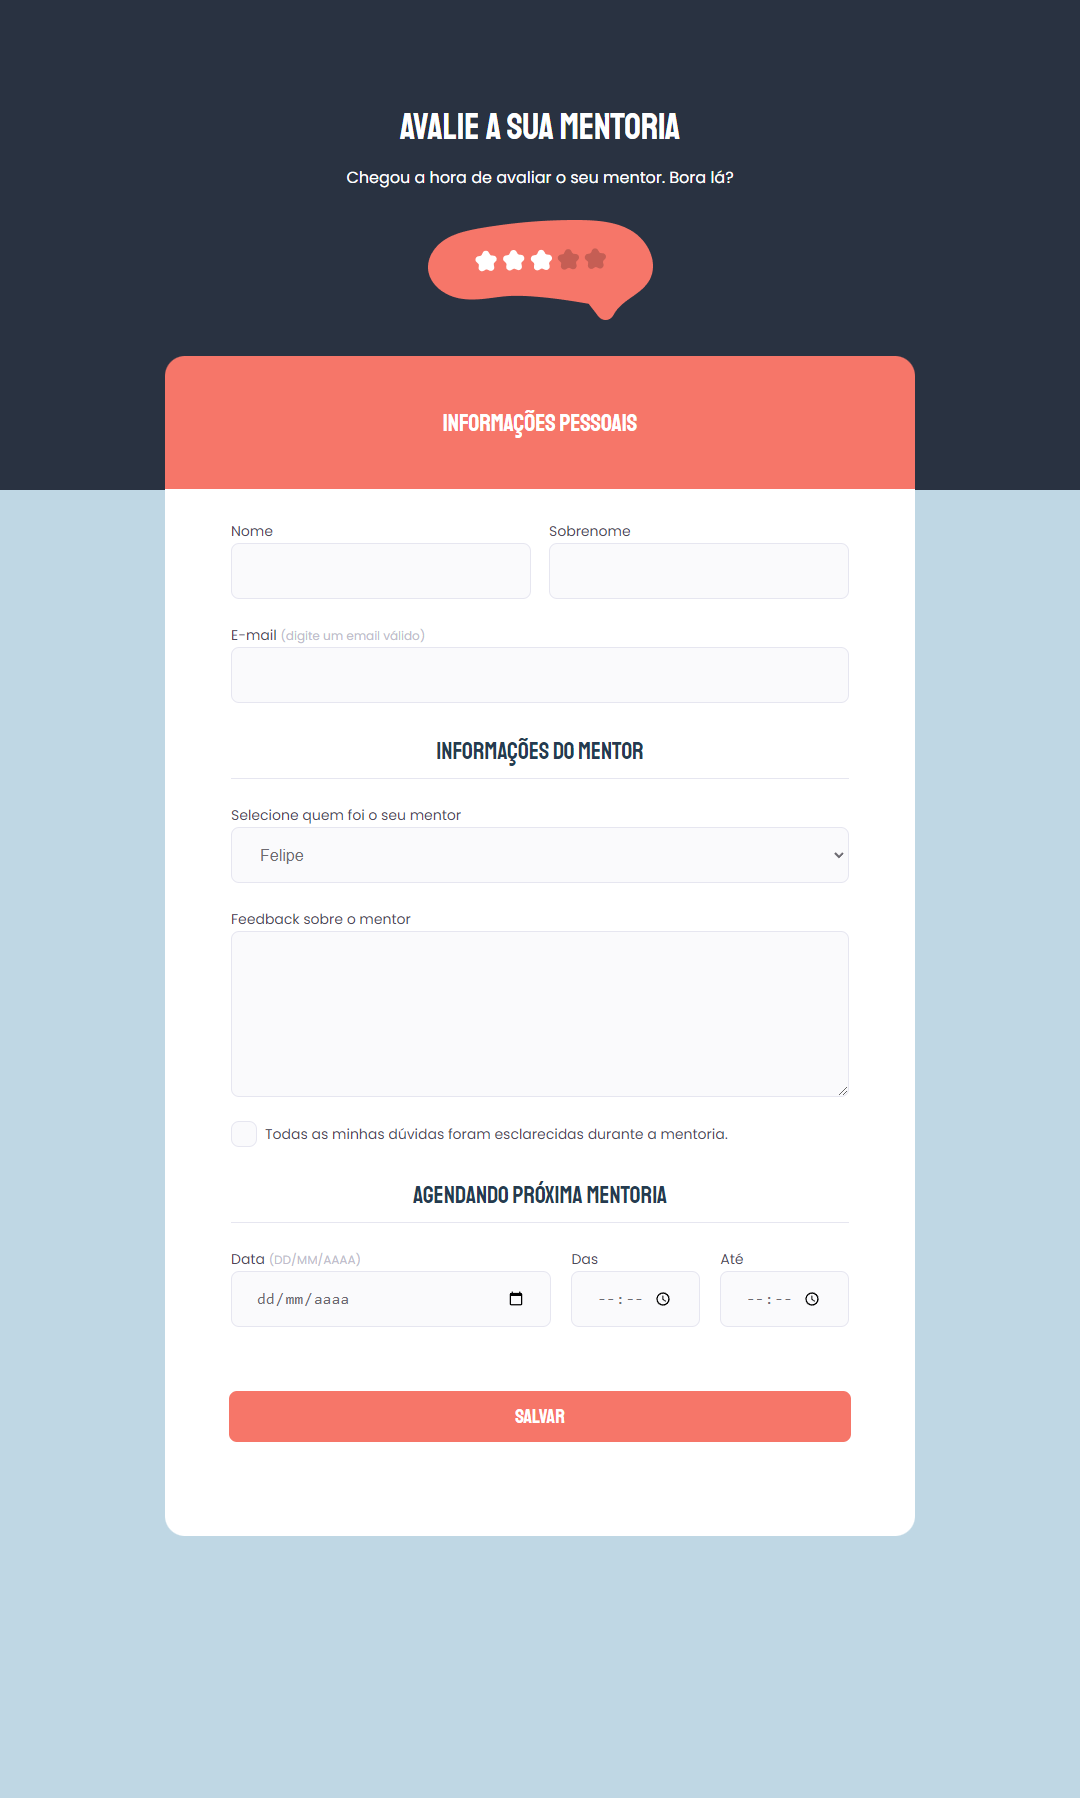 AVALIE A SUA MENTORIA
Chegou a hora de avaliar o seu mentor. Bora lá?
INFORMAÇÕES PESSOAIS
Nome Sobrenome
E-mail (digite um email válido)
INFORMAÇÕES DO MENTOR
Selecione quem foi o seu mentor
Felipe
Feedback sobre o mentor
Todas as minhas dúvidas foram esclarecidas durante a mentoria.
AGENDANDO PRÓXIMA MENTORIA
Data (DD/MM/AAAA) Das Até
dd/mm/aaaa --:-- --:--
SALVAR